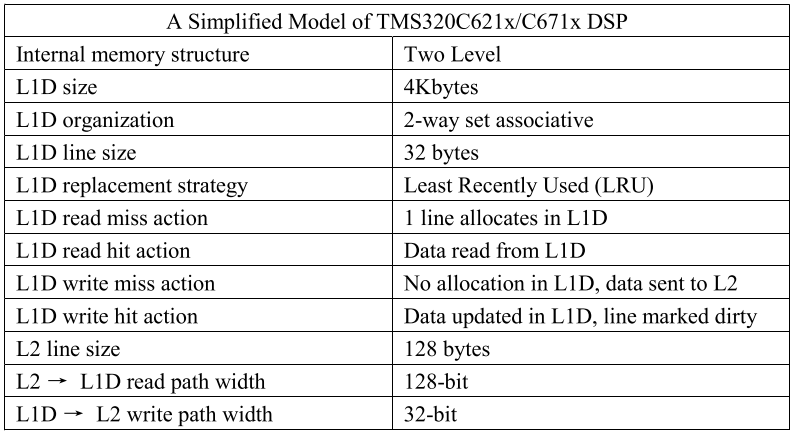 A Simplified Model of TMS320C621x/C671x DSP
Internal memory structure Two Level
L1D size 4Kbytes
L1D organization 2-way set associative
L1D line size 32 bytes
L1D replacement strategy Least Recently Used (LRU)
L1D read miss action 1 line allocates in L1D
L1D read hit action Data read from L1D
L1D write miss action No allocation in L1D, data sent to L2
L1D write hit action Data updated in L1D, line marked dirty
L2 line size 128 bytes
L2 → L1D read path width 128-bit
L1D → L2 write path width 32-bit